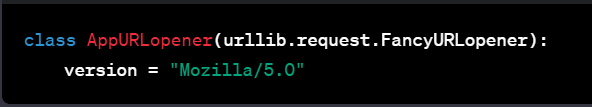 class AppURLopener(urllib.request.FancyURLopener):
    version = "Mozilla/5.0"